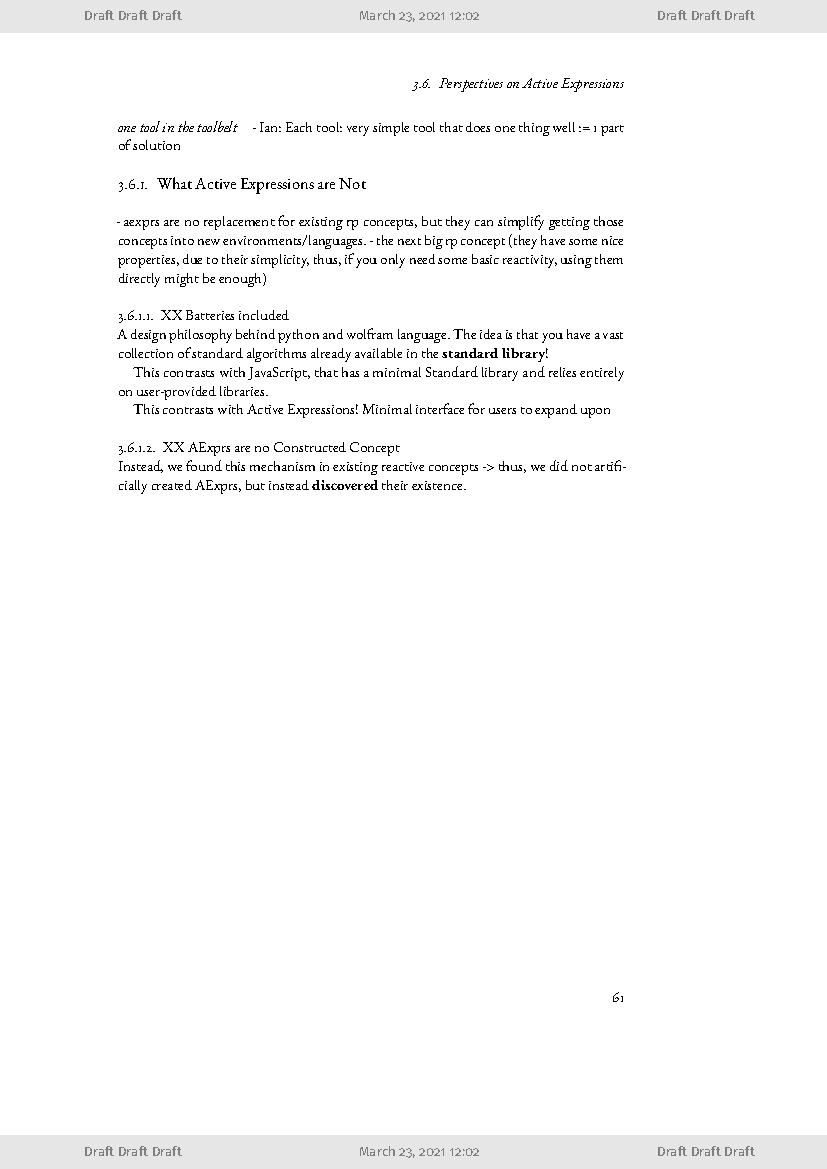 Draft Draft Draft March 23, 2021 12:02 Draft Draft Draft
3.6. Perspectives on Active Expressions
one tool in the toolbelt - Ian: Each tool: very simple tool that does one thing well := 1 part
of solution
3.6.1. What Active Expressions are Not
- aexprs are no replacement for existing rp concepts, but they can simplify getting those
concepts into new environments/languages. - the next big rp concept (they have some nice
properties, due to their simplicity, thus, if you only need some basic reactivity, using them
directly might be enough)
3.6.1.1. XX Batteries included
A design philosophy behind python and wolfram language. The idea is that you have a vast
collection of standard algorithms already available in the standard library!
This contrasts with JavaScript, that has a minimal Standard library and relies entirely
on user-provided libraries.
This contrasts with Active Expressions! Minimal interface for users to expand upon
3.6.1.2. XX AExprs are no Constructed Concept
Instead, we found this mechanism in existing reactive concepts -> thus, we did not artifi-
cially created AExprs, but instead discovered their existence.
61
Draft Draft Draft March 23, 2021 12:02 Draft Draft Draft